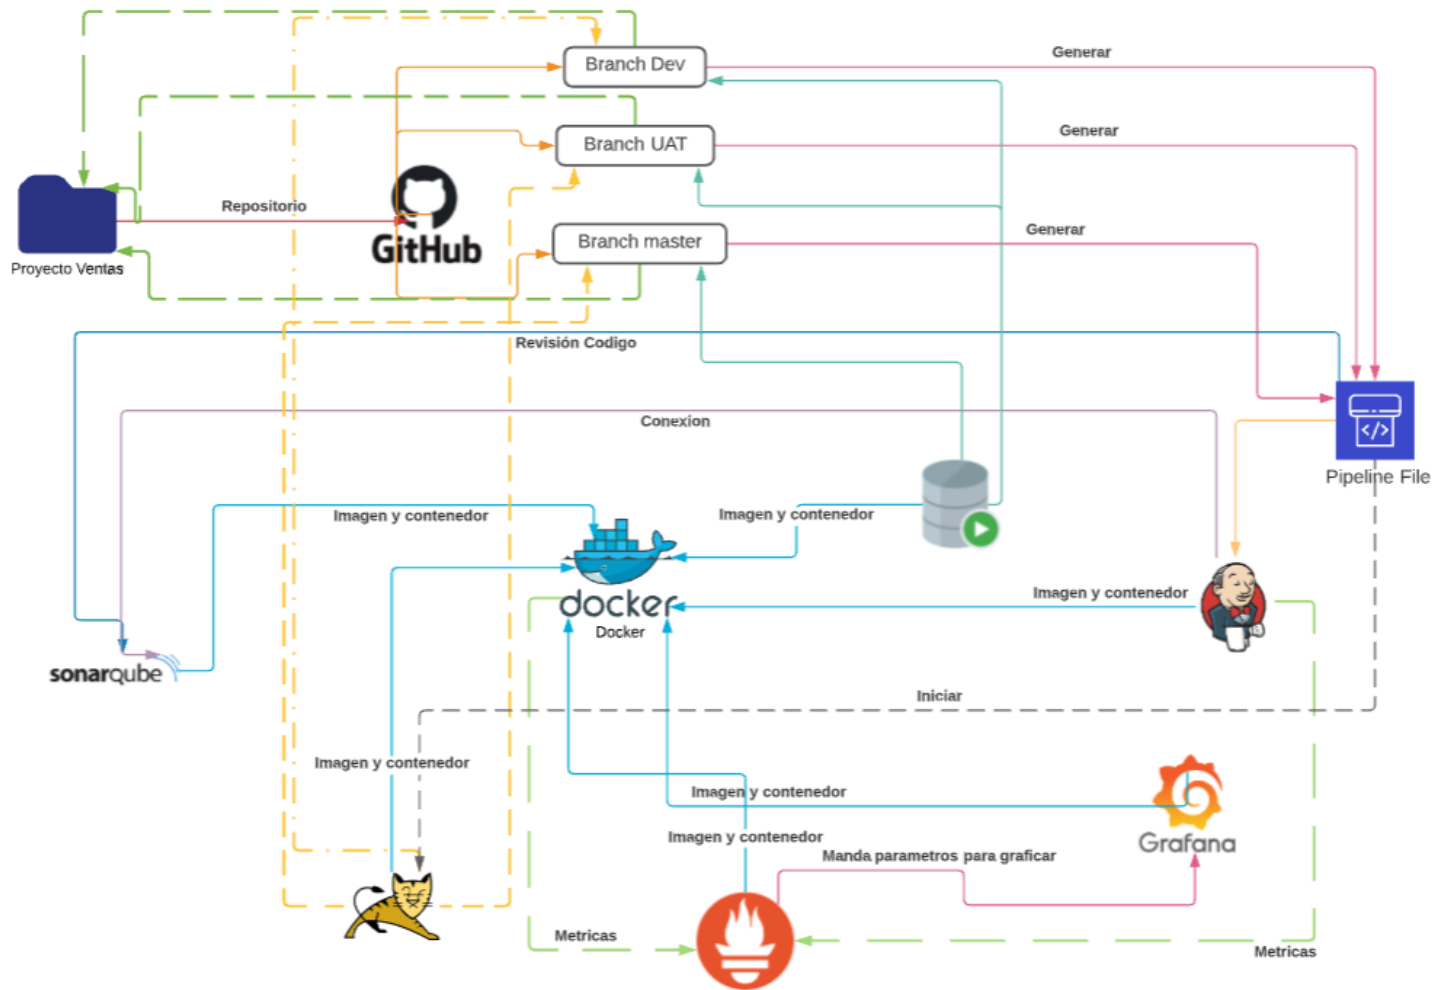 Generar
Branch Dev
Generar
Branch UAT
Repositorio
GitHub
Generar
Branch master
Proyecto Ventas
Revisión Codigo
Conexion
Pipeline File
Imagen y contenedor
Imagen y contenedor
Imagen y contenedor
docker
Docker
sonarqube
Iniciar
Imagen y contenedor
Imagen y contenedor
Imagen y contenedor
Grafana
Manda parametros para graficar
Metricas
Metricas